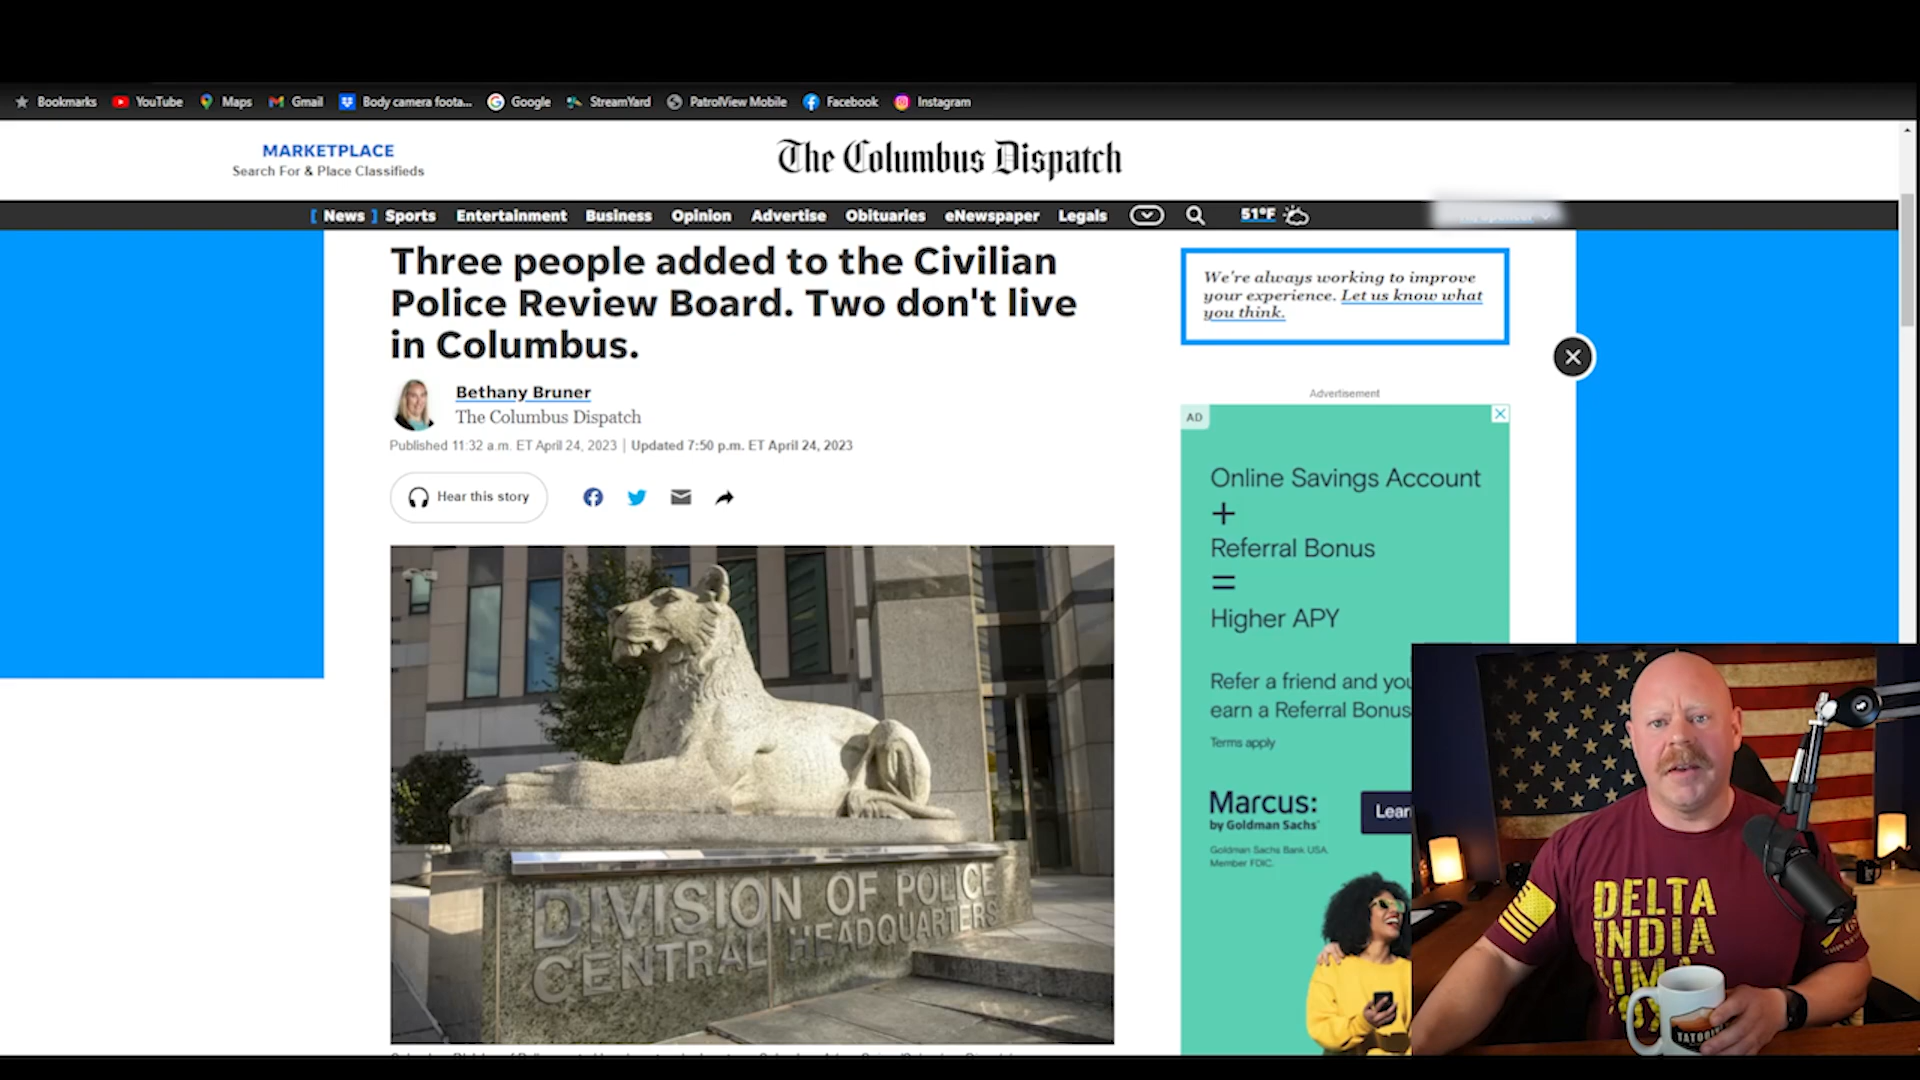 Bookmarks YouTube Maps Gmail Body camera foota... Google StreamYard PatrolView Mobile Facebook Instagram
MARKETPLACE
Search For & Place Classifieds
The Columbus Dispatch
[ News ] Sports Entertainment Business Opinion Advertise Obituaries eNewspaper Legals 51°F
Three people added to the Civilian
Police Review Board. Two don't live
in Columbus.
Bethany Bruner
The Columbus Dispatch
Published 11:32 a.m. ET April 24, 2023 | Updated 7:50 p.m. ET April 24, 2023
Hear this story
DIVISION OF POLICE
CENTRAL HEADQUARTERS
We're always working to improve
your experience. Let us know what
you think.
Advertisement
AD
Online Savings Account
+
Referral Bonus
=
Higher APY
Refer a friend and you
earn a Referral Bonus
Terms apply
Marcus:
by Goldman Sachs
Lear
Goldman Sachs Bank USA.
Member FDIC.
DELTA
INDIA